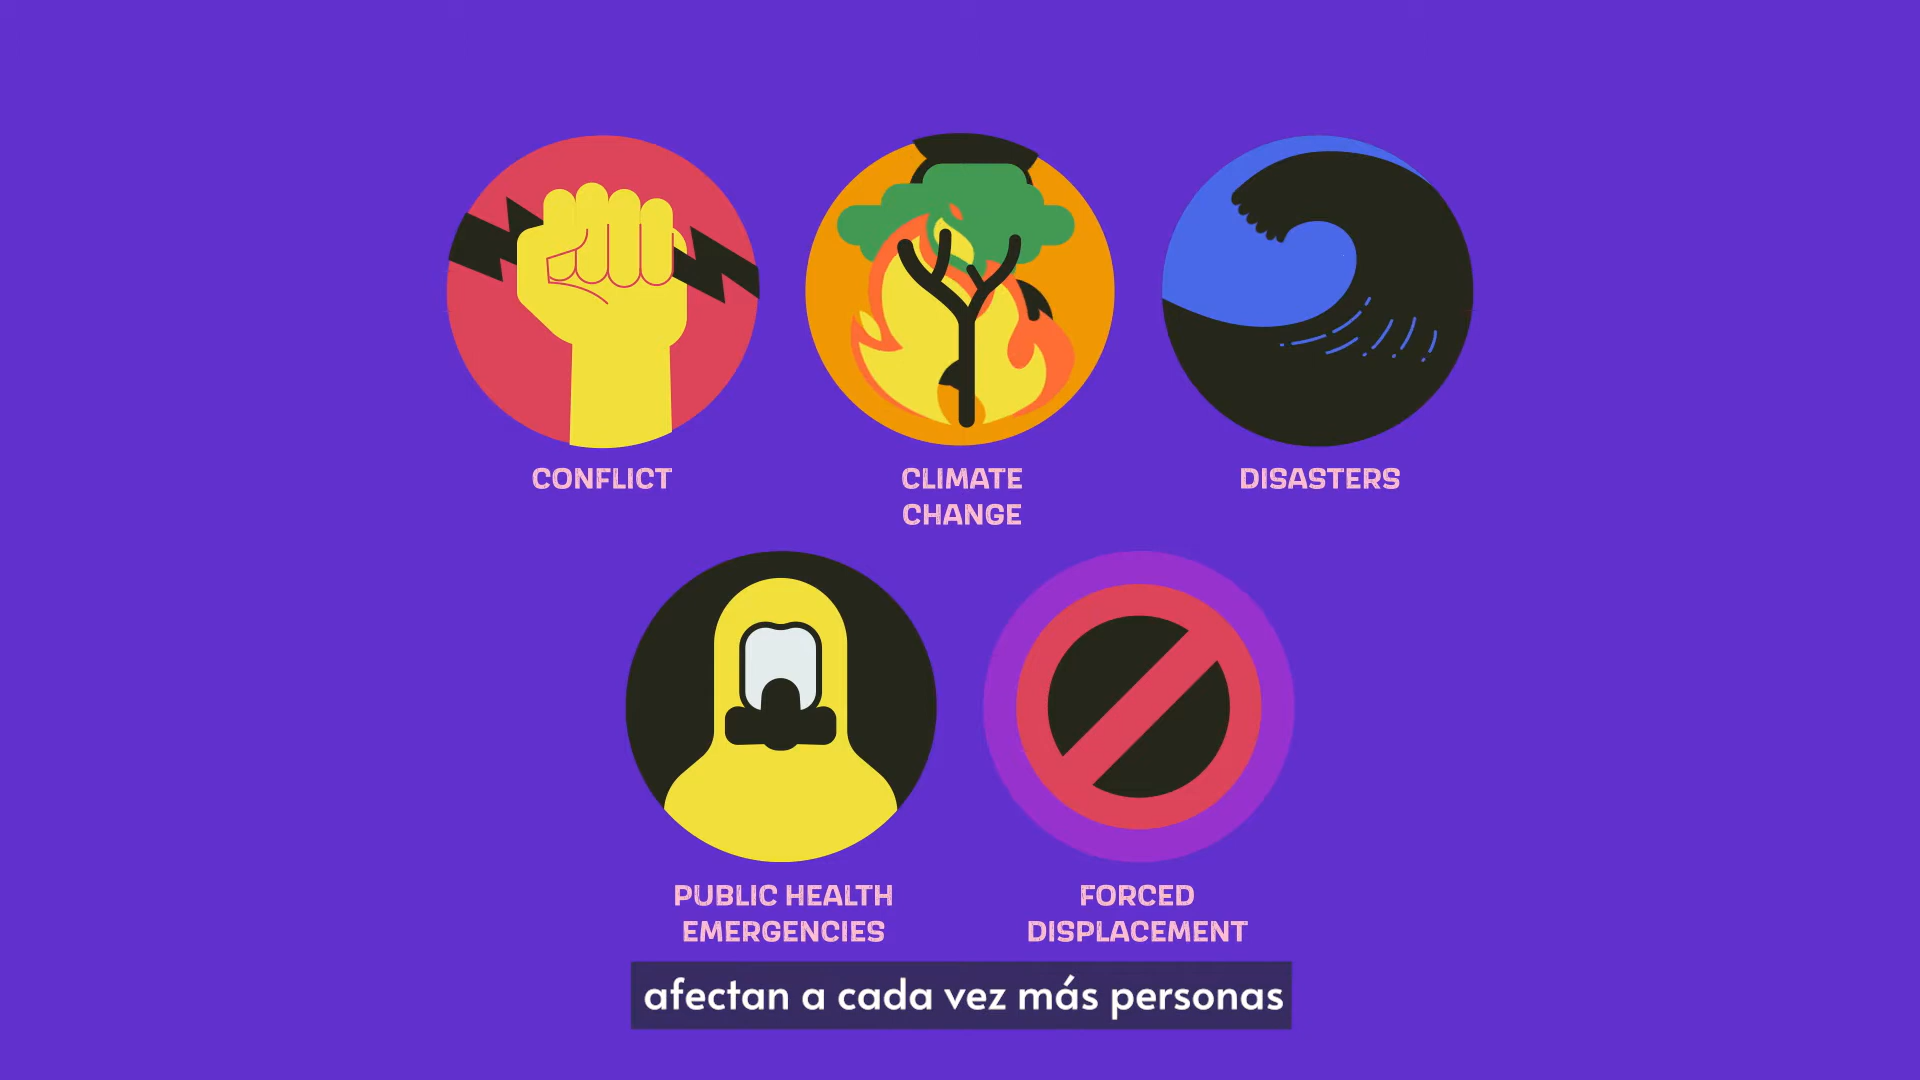 CONFLICT
CLIMATE
CHANGE
DISASTERS
PUBLIC HEALTH
EMERGENCIES
FORCED
DISPLACEMENT
afectan a cada vez más personas